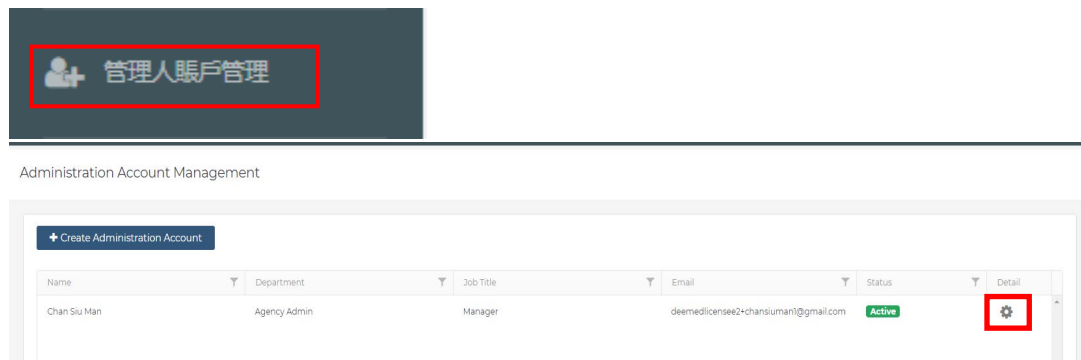 管理人賬戶管理
Administration Account Management
+ Create Administration Account
Name Department Job Title Email Status Detail
Chan Siu Man Agency Admin Manager deemedlicensee2+chansiuman1@gmail.com Active